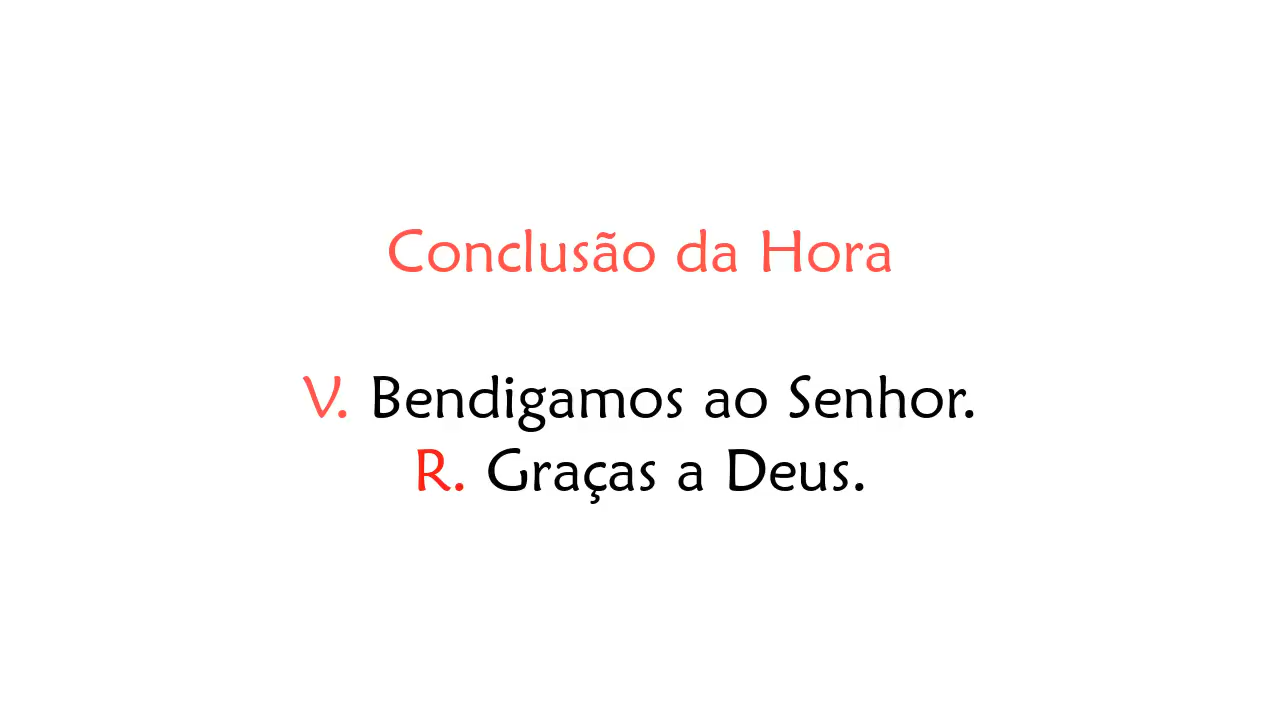 Conclusão da Hora
V. Bendigamos ao Senhor.
R. Graças a Deus.